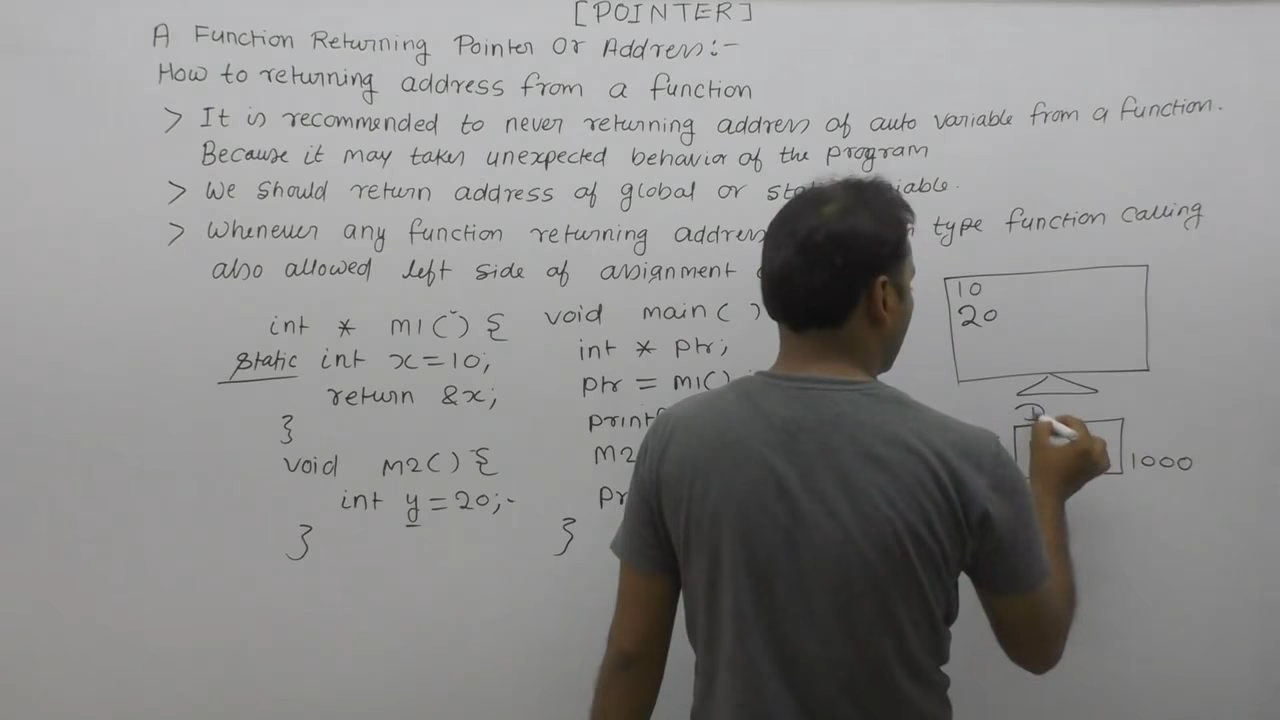 [POINTER]
A Function Returning Pointer Or Address:-
How to returning address from a function
> It is recommended to never returning address of auto variable from a function.
Because it may takes unexpected behavior of the program
> We should return address of global or
> Whenever any function returning address type function calling
also allowed left side of assignment
int * m1() {
static int x=10;
return &x;
}
void m2() {
int y=20;-
}
void main( )
int * ptr;
ptr = m1()
print
m2
pr
}
10
20
1000